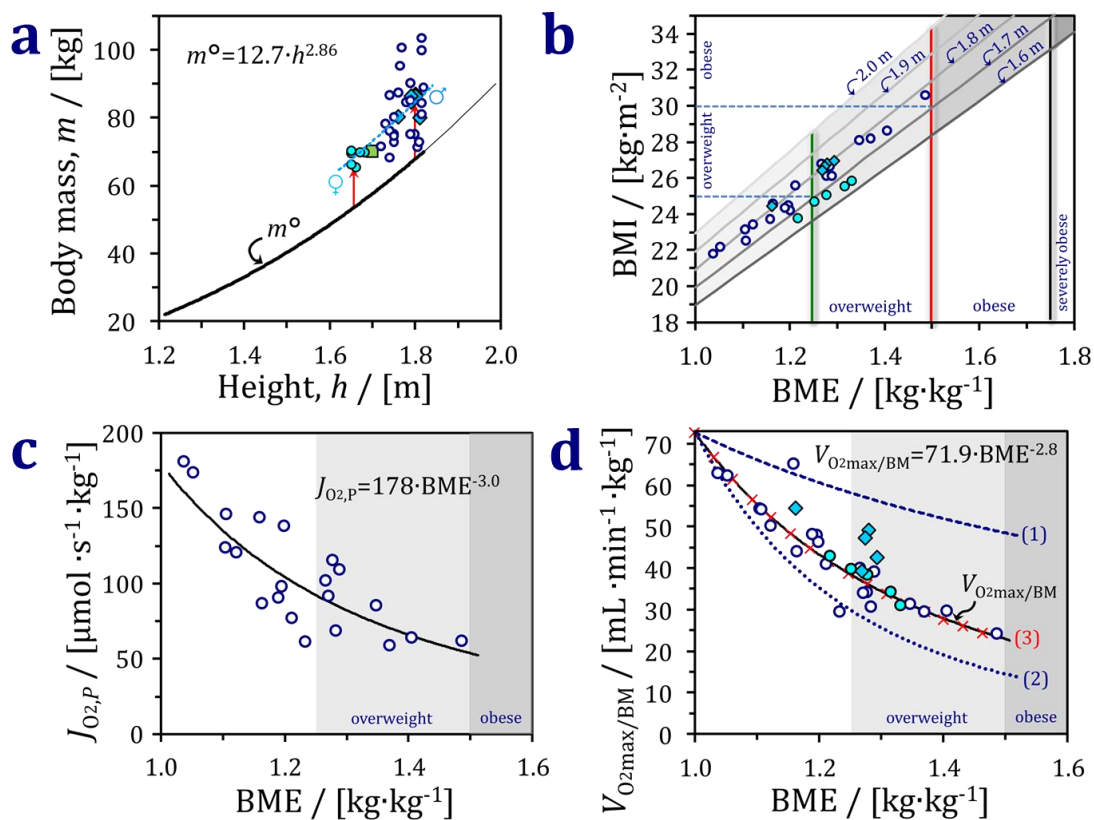 a
m°=12.7·h^2.86
Body mass, m / [kg]
100
80
60
40
20
♂
♀
m°
1.2
1.4
1.6
1.8
2.0
Height, h / [m]
b
BMI / [kg·m^-2]
34
32
30
28
26
24
22
20
18
obese
overweight
2.0 m
1.9 m
1.8 m
1.7 m
1.6 m
overweight
obese
severely obese
1.0
1.2
1.4
1.6
1.8
BME / [kg·kg^-1]
c
J_O2,P / [µmol·s^-1·kg^-1]
200
150
100
50
0
J_O2,P=178·BME^-3.0
overweight
obese
1.0
1.2
1.4
1.6
BME / [kg·kg^-1]
d
V_O2max/BM / [mL·min^-1·kg^-1]
70
60
50
40
30
20
10
0
V_O2max/BM=71.9·BME^-2.8
(1)
V_O2max/BM
(3)
(2)
overweight
obese
1.0
1.2
1.4
1.6
BME / [kg·kg^-1]